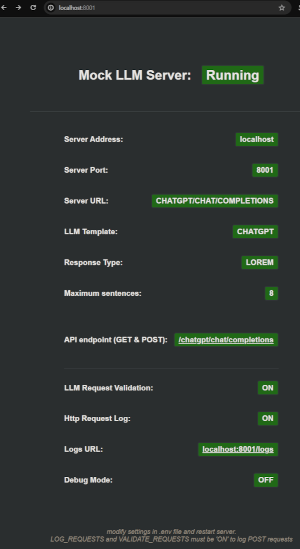 localhost:8001
Mock LLM Server: Running
Server Address: localhost
Server Port: 8001
Server URL: CHATGPT/CHAT/COMPLETIONS
LLM Template: CHATGPT
Response Type: LOREM
Maximum sentences: 8
API endpoint (GET & POST): /chatgpt/chat/completions
LLM Request Validation: ON
Http Request Log: ON
Logs URL: localhost:8001/logs
Debug Mode: OFF
modify settings in .env file and restart server.
LOG_REQUESTS and VALIDATE_REQUESTS must be 'ON' to log POST requests